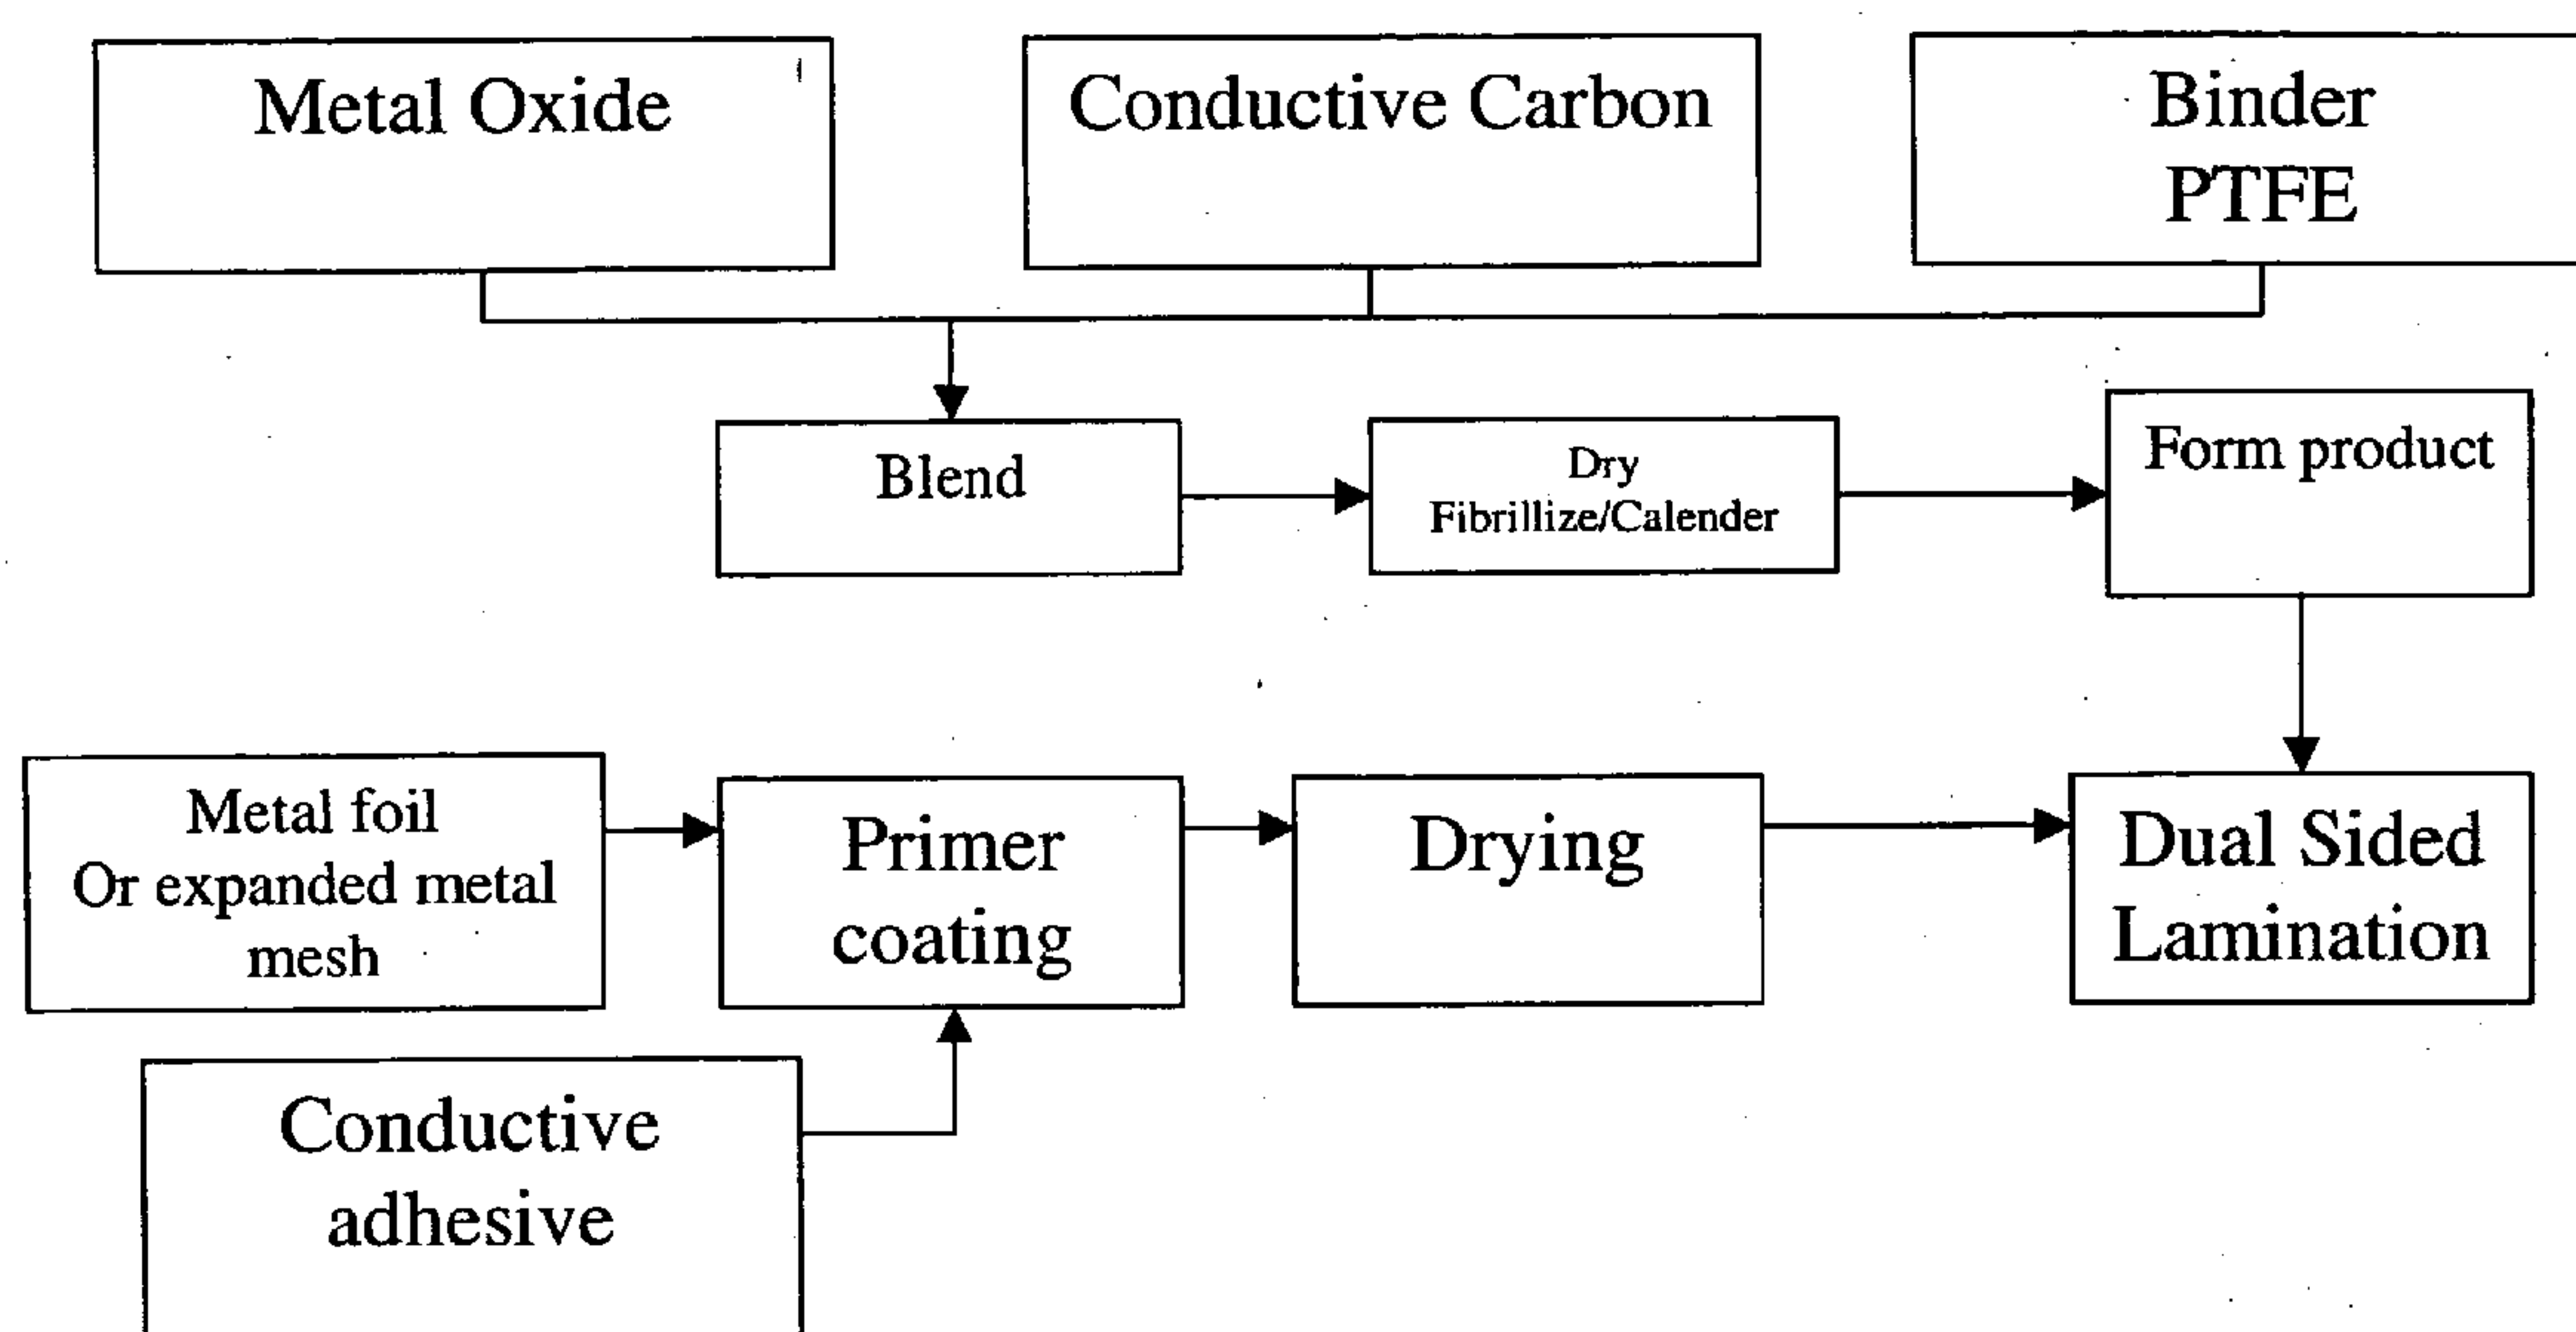 Metal Oxide
Conductive Carbon
Binder
PTFE
Blend
Dry
Fibrillize/Calender
Form product
Metal foil
Or expanded metal
mesh
Primer
coating
Drying
Dual Sided
Lamination
Conductive
adhesive